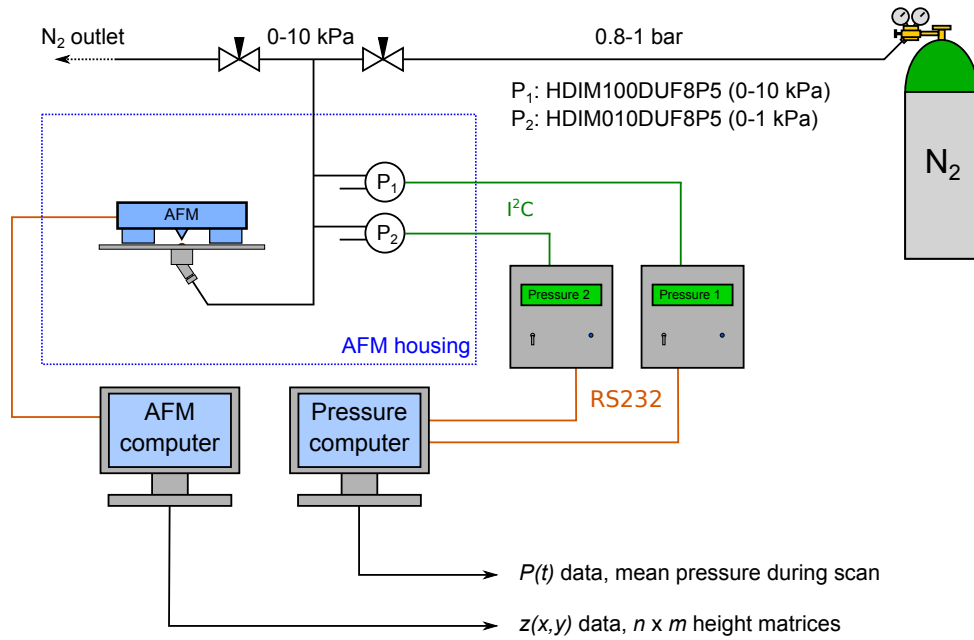 N₂ outlet
0-10 kPa
0.8-1 bar
P₁: HDIM100DUF8P5 (0-10 kPa)
P₂: HDIM010DUF8P5 (0-1 kPa)
N₂
P₁
AFM
I²C
P₂
Pressure 2
Pressure 1
AFM housing
RS232
AFM
computer
Pressure
computer
P(t) data, mean pressure during scan
z(x,y) data, n x m height matrices